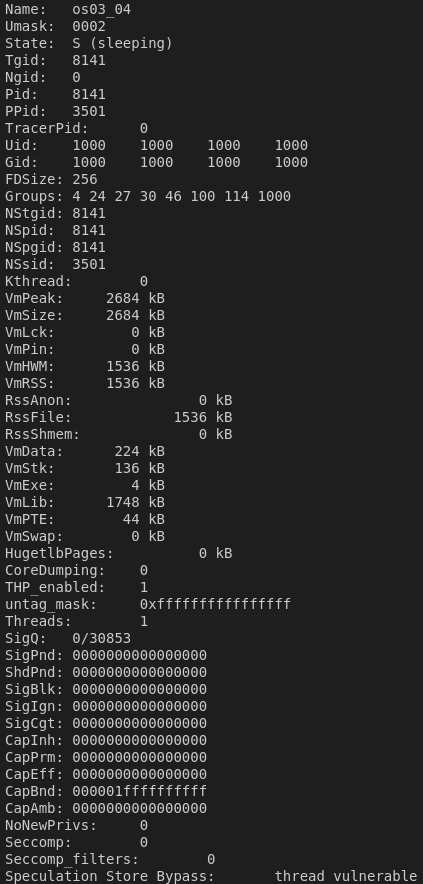 Name:	os03_04
Umask:	0002
State:	S (sleeping)
Tgid:	8141
Ngid:	0
Pid:	8141
PPid:	3501
TracerPid:	0
Uid:	1000	1000	1000	1000
Gid:	1000	1000	1000	1000
FDSize:	256
Groups:	4 24 27 30 46 100 114 1000
NStgid:	8141
NSpid:	8141
NSpgid:	8141
NSsid:	3501
Kthread:	0
VmPeak:	    2684 kB
VmSize:	    2684 kB
VmLck:	       0 kB
VmPin:	       0 kB
VmHWM:	    1536 kB
VmRSS:	    1536 kB
RssAnon:	       0 kB
RssFile:	    1536 kB
RssShmem:	       0 kB
VmData:	     224 kB
VmStk:	     136 kB
VmExe:	       4 kB
VmLib:	    1748 kB
VmPTE:	      44 kB
VmSwap:	       0 kB
HugetlbPages:	       0 kB
CoreDumping:	0
THP_enabled:	1
untag_mask:	0xffffffffffffffff
Threads:	1
SigQ:	0/30853
SigPnd:	0000000000000000
ShdPnd:	0000000000000000
SigBlk:	0000000000000000
SigIgn:	0000000000000000
SigCgt:	0000000000000000
CapInh:	0000000000000000
CapPrm:	0000000000000000
CapEff:	0000000000000000
CapBnd:	000001ffffffffff
CapAmb:	0000000000000000
NoNewPrivs:	0
Seccomp:	0
Seccomp_filters:	0
Speculation Store Bypass:	thread vulnerable